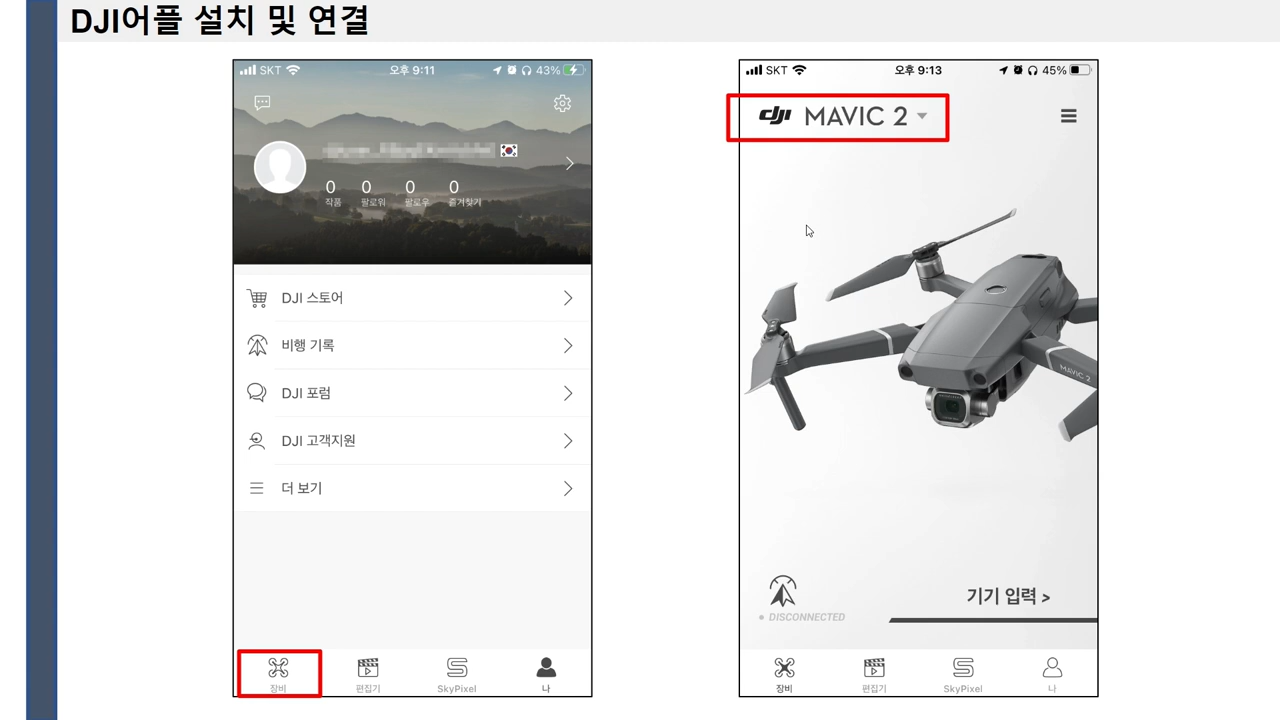 DJI어플 설치 및 연결
SKT 오후 9:11 43%
0 0 0 0
작품 팔로워 팔로우 즐겨찾기
DJI 스토어
비행 기록
DJI 포럼
DJI 고객지원
더 보기
장비 편집기 SkyPixel 나
SKT 오후 9:13 45%
dji MAVIC 2
MAVIC 2
기기 입력 >
DISCONNECTED
장비 편집기 SkyPixel 나